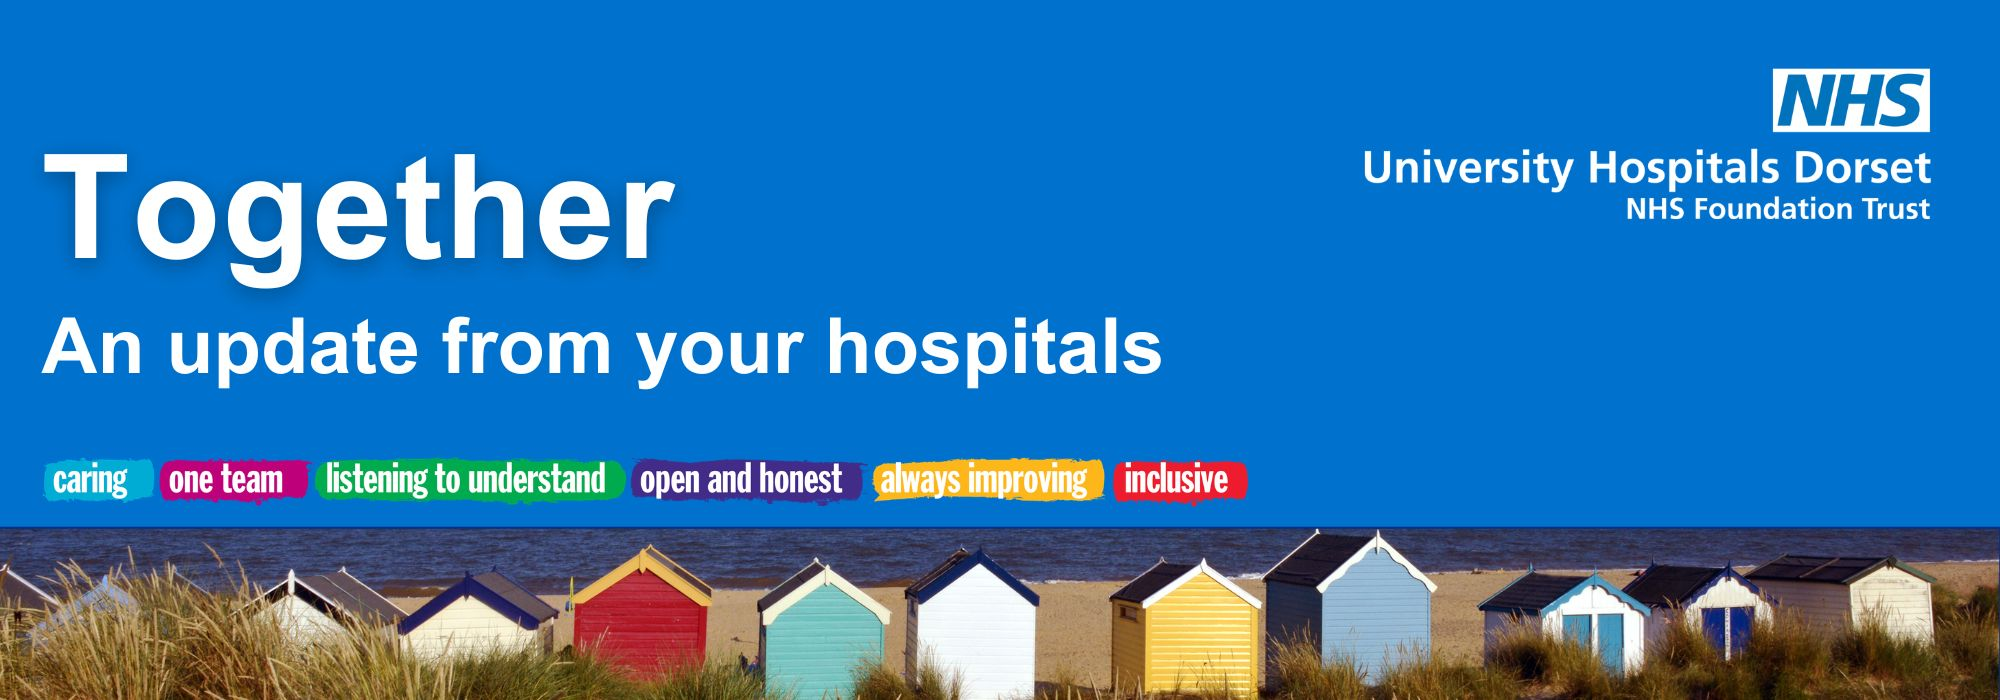 NHS
University Hospitals Dorset
NHS Foundation Trust
Together
An update from your hospitals
caring one team listening to understand open and honest always improving inclusive